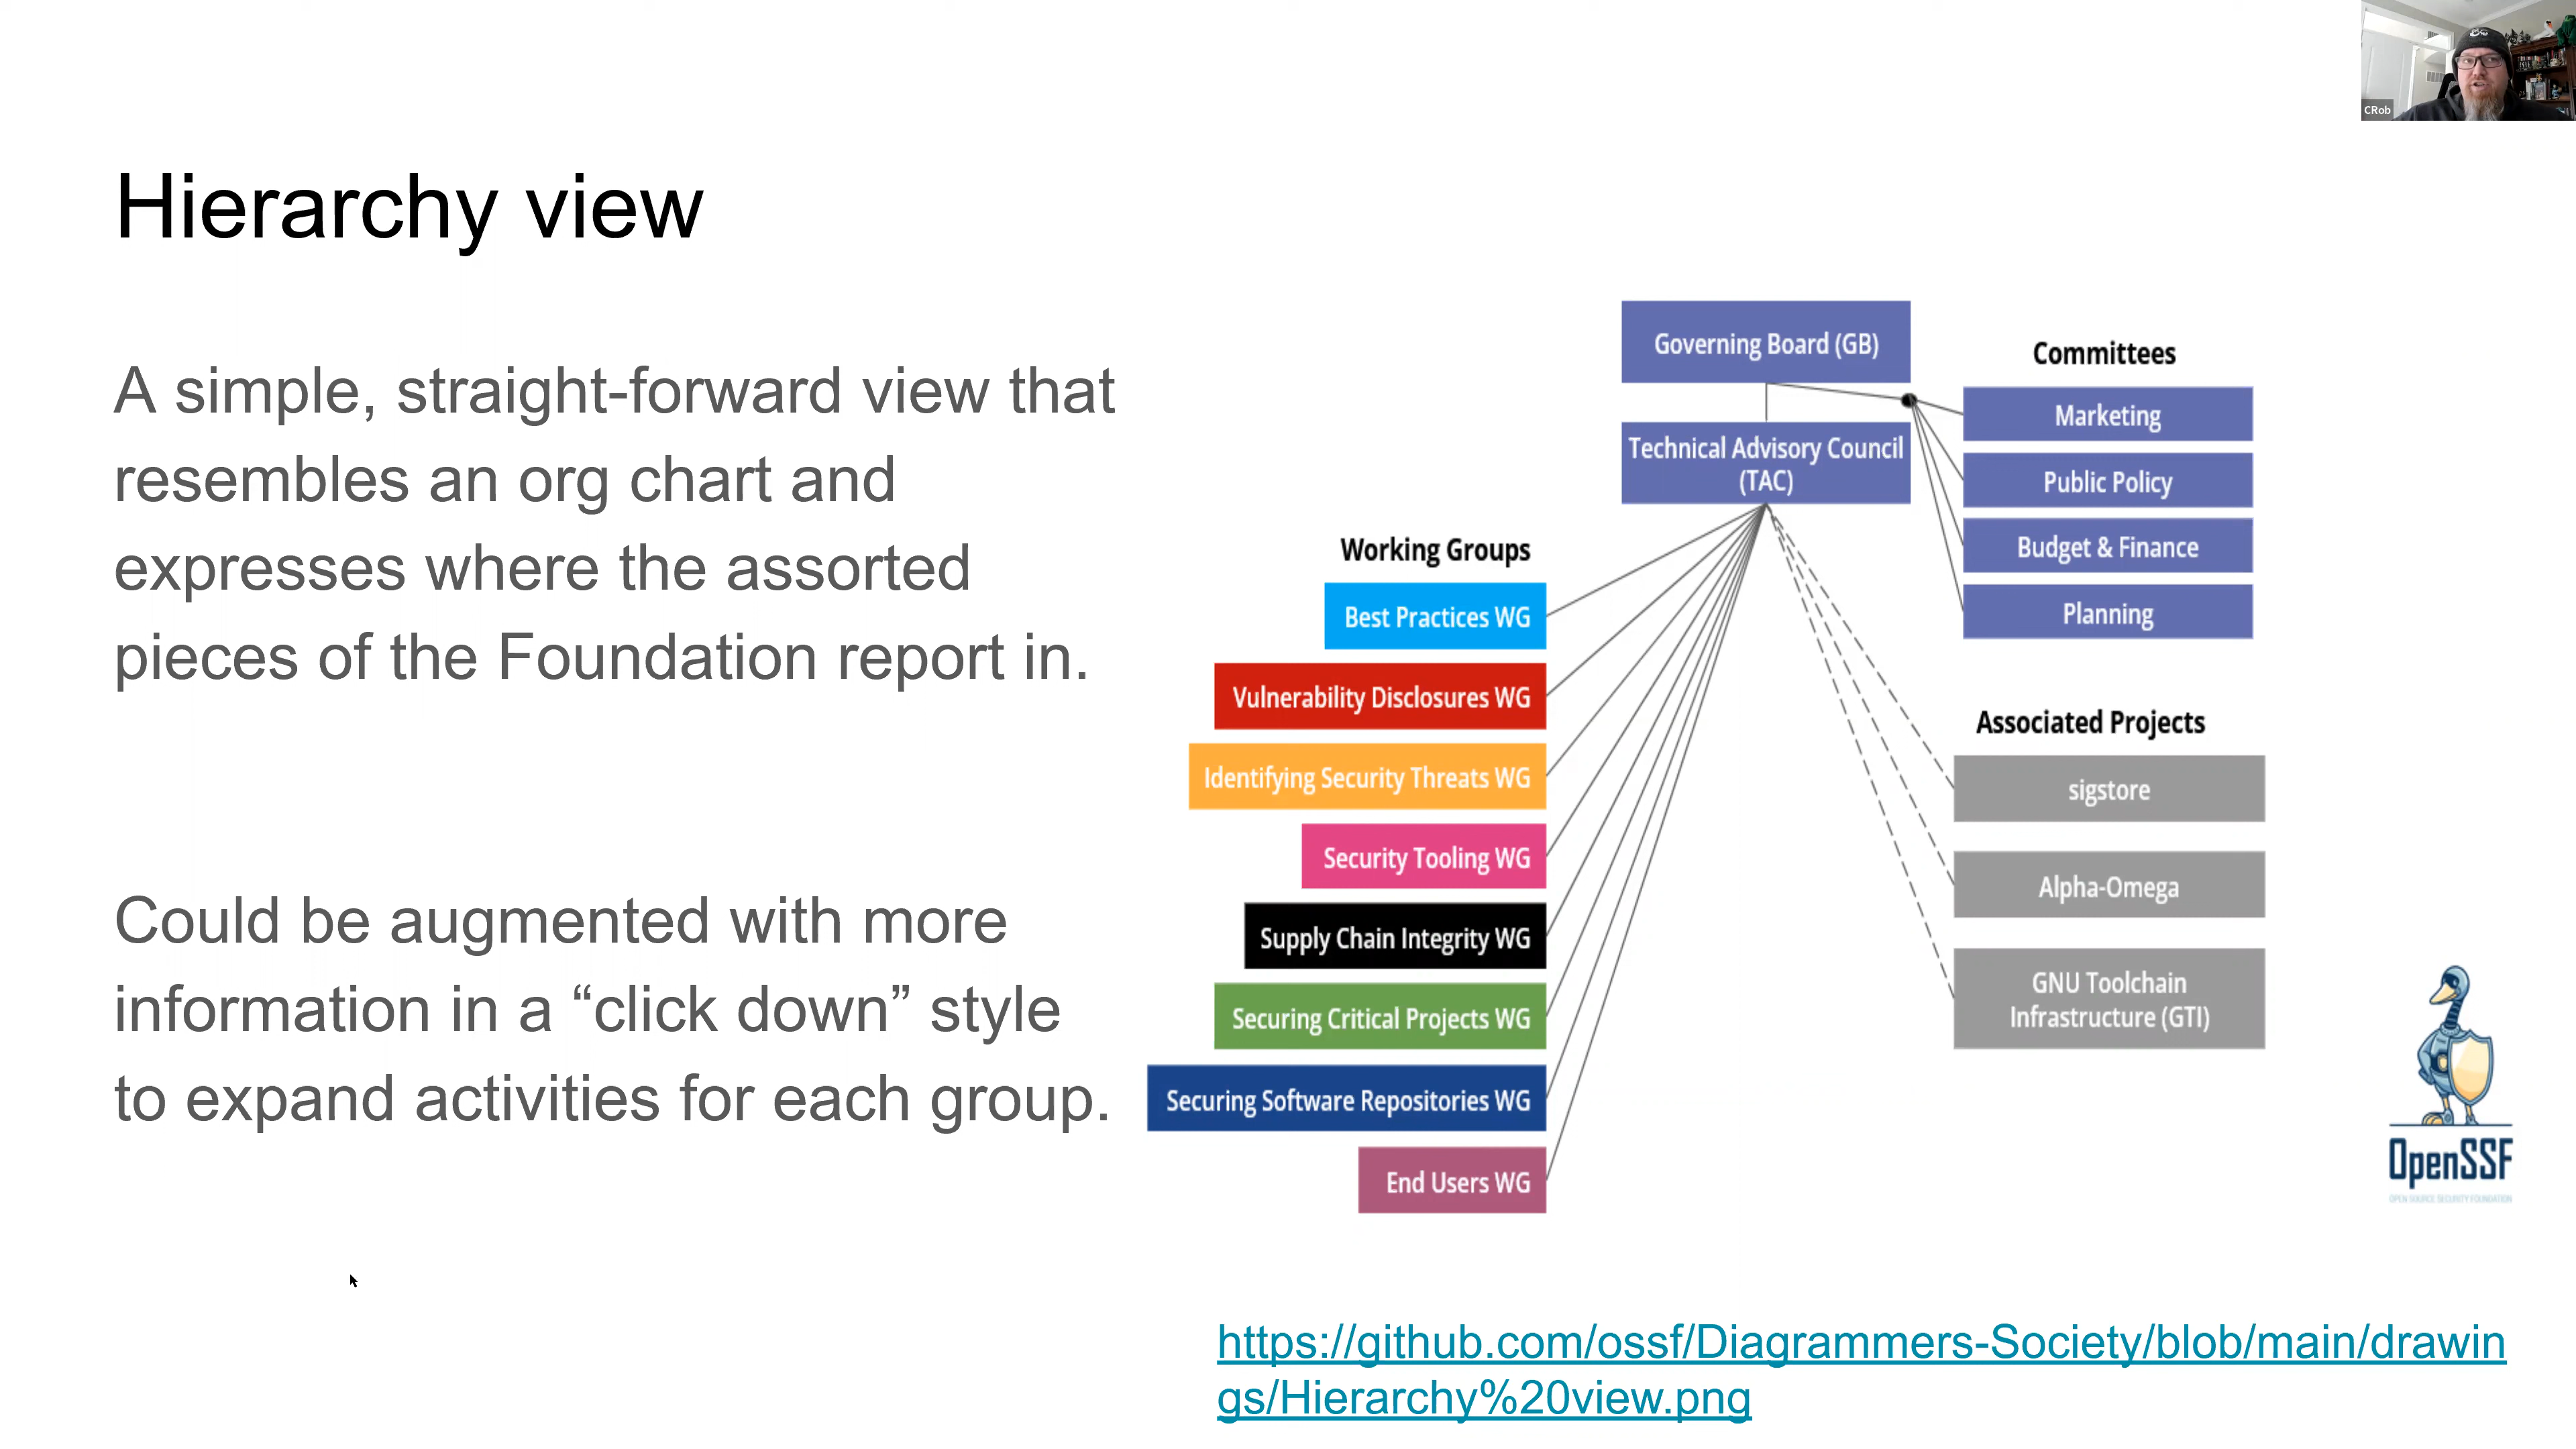 CRob
Hierarchy view
A simple, straight-forward view that
resembles an org chart and
expresses where the assorted
pieces of the Foundation report in.
Could be augmented with more
information in a “click down” style
to expand activities for each group.
Governing Board (GB)
Technical Advisory Council
(TAC)
Committees
Marketing
Public Policy
Budget & Finance
Planning
Working Groups
Best Practices WG
Vulnerability Disclosures WG
Identifying Security Threats WG
Security Tooling WG
Supply Chain Integrity WG
Securing Critical Projects WG
Securing Software Repositories WG
End Users WG
Associated Projects
sigstore
Alpha-Omega
GNU Toolchain
Infrastructure (GTI)
OpenSSF
OPEN SOURCE SECURITY FOUNDATION
https://github.com/ossf/Diagrammers-Society/blob/main/drawin
gs/Hierarchy%20view.png